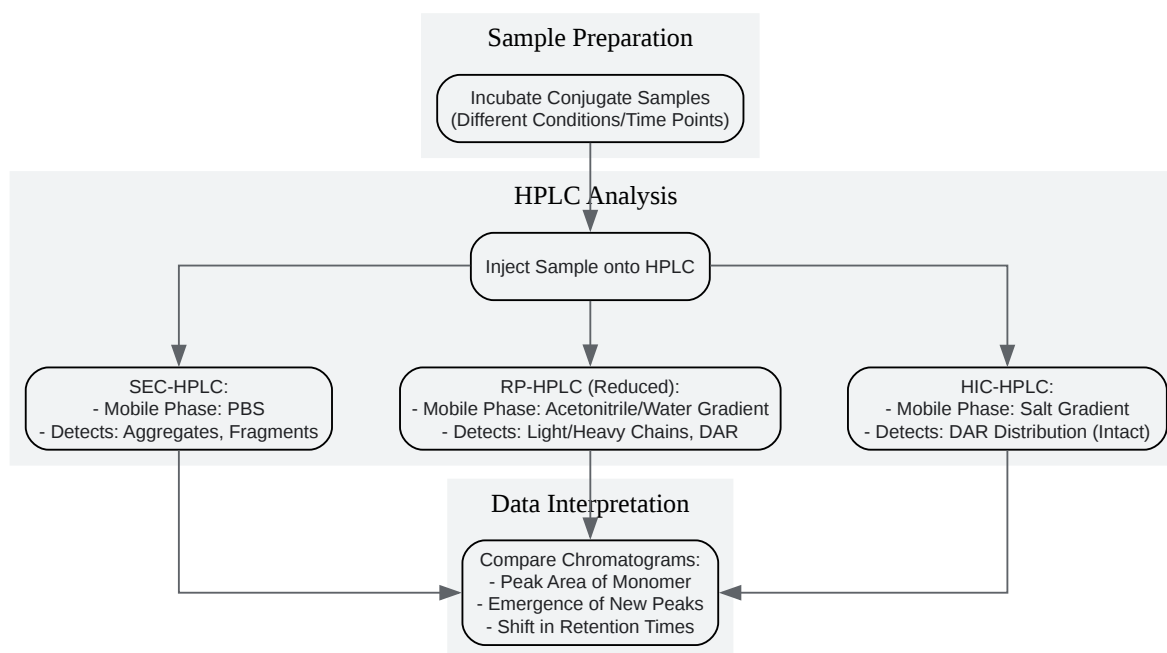 Sample Preparation
Incubate Conjugate Samples
(Different Conditions/Time Points)
HPLC Analysis
Inject Sample onto HPLC
SEC-HPLC:
- Mobile Phase: PBS
- Detects: Aggregates, Fragments
RP-HPLC (Reduced):
- Mobile Phase: Acetonitrile/Water Gradient
- Detects: Light/Heavy Chains, DAR
HIC-HPLC:
- Mobile Phase: Salt Gradient
- Detects: DAR Distribution (Intact)
Data Interpretation
Compare Chromatograms:
- Peak Area of Monomer
- Emergence of New Peaks
- Shift in Retention Times